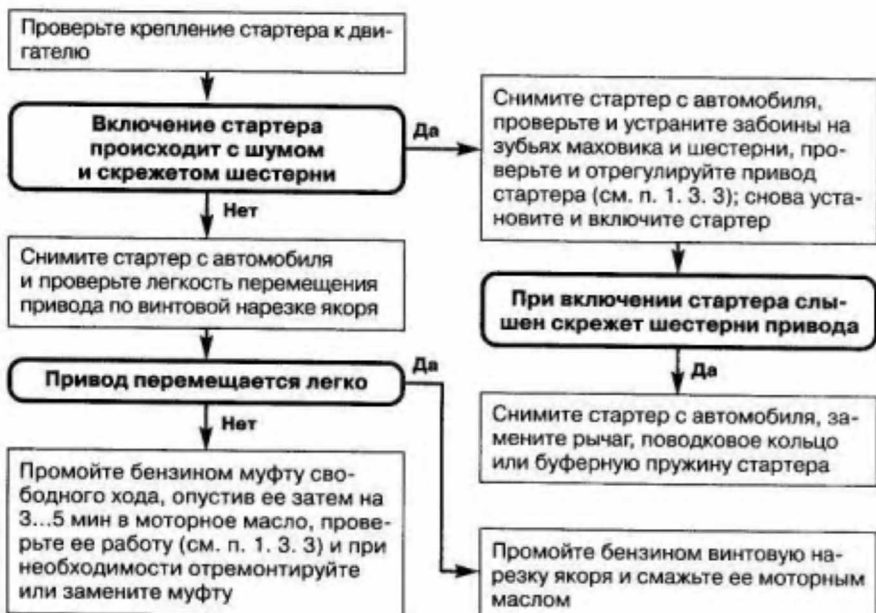 Проверьте крепление стартера к дви-
гателю
Включение стартера
происходит с шумом
и скрежетом шестерни
Да
Снимите стартер с автомобиля,
проверьте и устраните забоины на
зубьях маховика и шестерни, про-
верьте и отрегулируйте привод
стартера (см. п. 1. 3. 3); снова уста-
новите и включите стартер
Нет
Снимите стартер с автомобиля
и проверьте легкость перемещения
привода по винтовой нарезке якоря
При включении стартера слы-
шен скрежет шестерни привода
Привод перемещается легко
Да
Да
Нет
Снимите стартер с автомобиля, за-
мените рычаг, поводковое кольцо
или буферную пружину стартера
Промойте бензином муфту сво-
бодного хода, опустив ее затем на
3...5 мин в моторное масло, прове-
рьте ее работу (см. п. 1. 3. 3) и при
необходимости отремонтируйте
или замените муфту
Промойте бензином винтовую на-
резку якоря и смажьте ее моторным
маслом